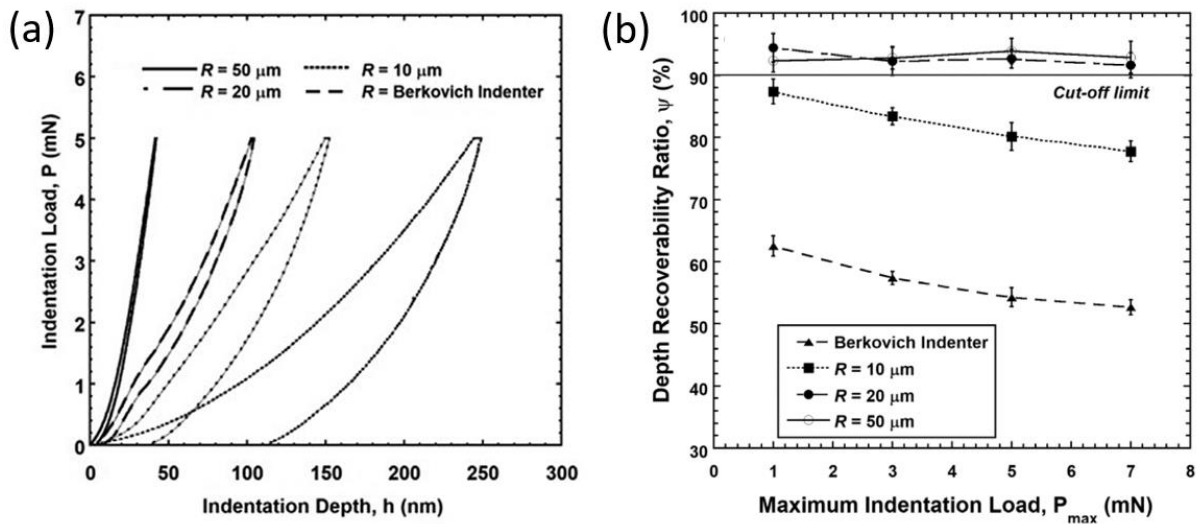 (a)
7
6
5
4
3
2
1
0
Indentation Load, P (mN)
R = 50 μm
R = 20 μm
R = 10 μm
R = Berkovich Indenter
0 50 100 150 200 250 300
Indentation Depth, h (nm)
(b)
100
90
80
70
60
50
40
30
Depth Recoverability Ratio, ψ (%)
Cut-off limit
Berkovich Indenter
R = 10 μm
R = 20 μm
R = 50 μm
0 1 2 3 4 5 6 7 8
Maximum Indentation Load, Pmax (mN)